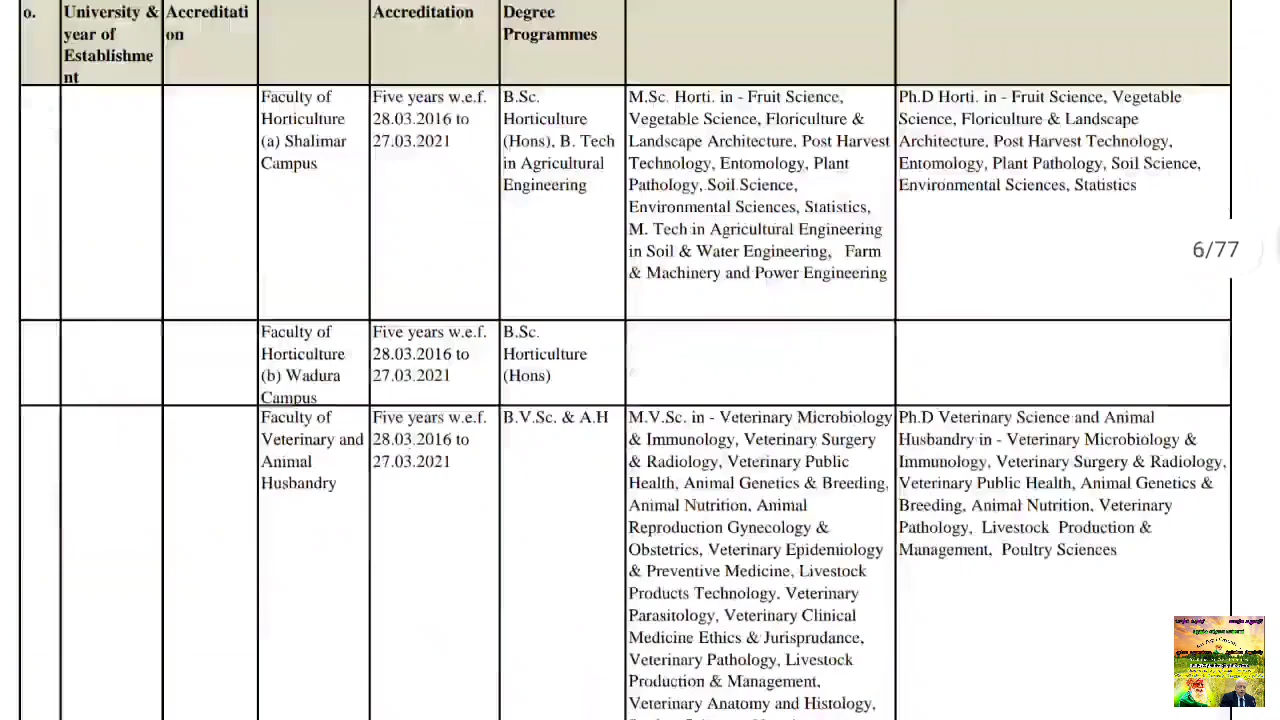 o.
University &
year of
Establishme
nt
Accreditati
on
Accreditation
Degree
Programmes
Faculty of
Horticulture
(a) Shalimar
Campus
Five years w.e.f.
28.03.2016 to
27.03.2021
B.Sc.
Horticulture
(Hons), B. Tech
in Agricultural
Engineering
M.Sc. Horti. in - Fruit Science,
Vegetable Science, Floriculture &
Landscape Architecture, Post Harvest
Technology, Entomology, Plant
Pathology, Soil Science,
Environmental Sciences, Statistics,
M. Tech in Agricultural Engineering
in Soil & Water Engineering, Farm
& Machinery and Power Engineering
Ph.D Horti. in - Fruit Science, Vegetable
Science, Floriculture & Landscape
Architecture, Post Harvest Technology,
Entomology, Plant Pathology, Soil Science,
Environmental Sciences, Statistics
6/77
Faculty of
Horticulture
(b) Wadura
Campus
Five years w.e.f.
28.03.2016 to
27.03.2021
B.Sc.
Horticulture
(Hons)
Faculty of
Veterinary and
Animal
Husbandry
Five years w.e.f.
28.03.2016 to
27.03.2021
B.V.Sc. & A.H
M.V.Sc. in - Veterinary Microbiology
& Immunology, Veterinary Surgery
& Radiology, Veterinary Public
Health, Animal Genetics & Breeding,
Animal Nutrition, Animal
Reproduction Gynecology &
Obstetrics, Veterinary Epidemiology
& Preventive Medicine, Livestock
Products Technology, Veterinary
Parasitology, Veterinary Clinical
Medicine Ethics & Jurisprudance,
Veterinary Pathology, Livestock
Production & Management,
Veterinary Anatomy and Histology,
Ph.D Veterinary Science and Animal
Husbandry in - Veterinary Microbiology &
Immunology, Veterinary Surgery & Radiology,
Veterinary Public Health, Animal Genetics &
Breeding, Animal Nutrition, Veterinary
Pathology, Livestock Production &
Management, Poultry Sciences